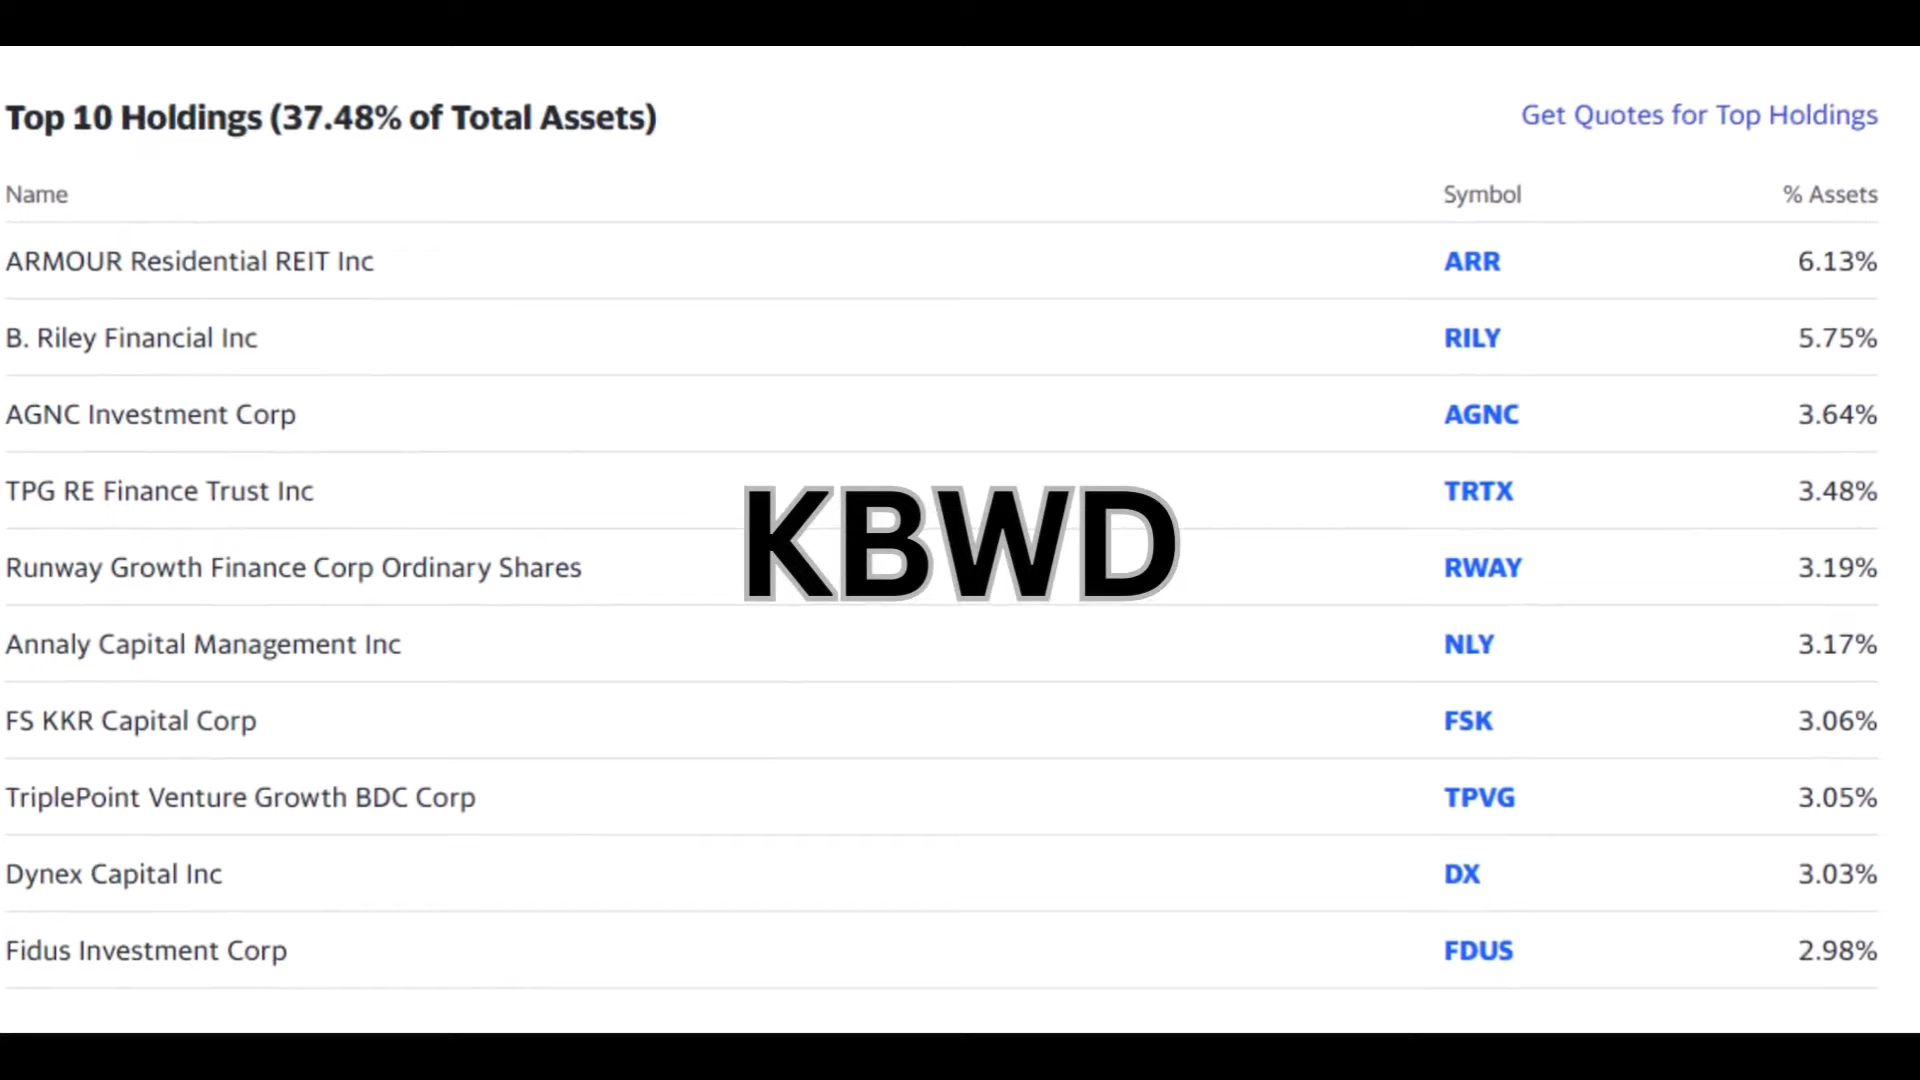 Top 10 Holdings (37.48% of Total Assets) Get Quotes for Top Holdings
Name Symbol % Assets
ARMOUR Residential REIT Inc ARR 6.13%
B. Riley Financial Inc RILY 5.75%
AGNC Investment Corp AGNC 3.64%
TPG RE Finance Trust Inc TRTX 3.48%
KBWD
Runway Growth Finance Corp Ordinary Shares RWAY 3.19%
Annaly Capital Management Inc NLY 3.17%
FS KKR Capital Corp FSK 3.06%
TriplePoint Venture Growth BDC Corp TPVG 3.05%
Dynex Capital Inc DX 3.03%
Fidus Investment Corp FDUS 2.98%